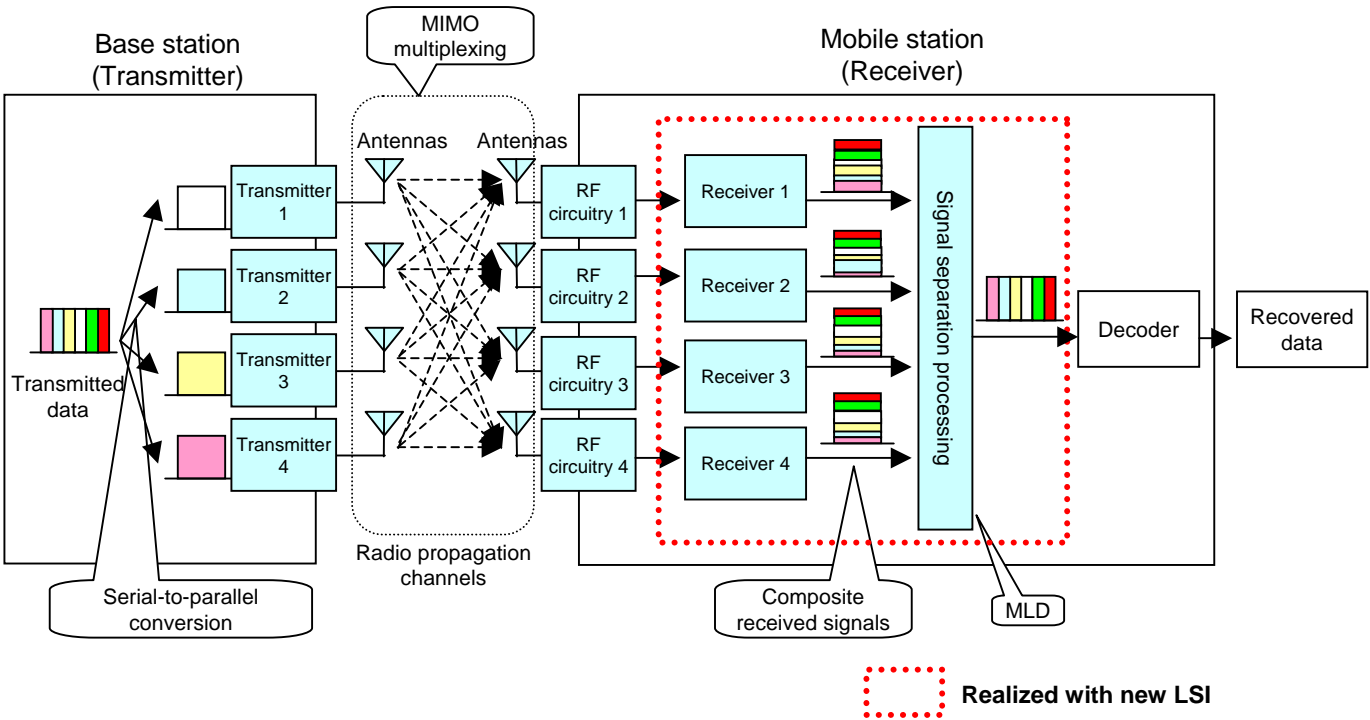 Base station
(Transmitter)
MIMO
multiplexing
Mobile station
(Receiver)
Antennas
Antennas
Transmitter
1
Transmitter
2
Transmitter
3
Transmitter
4
RF
circuitry 1
RF
circuitry 2
RF
circuitry 3
RF
circuitry 4
Receiver 1
Receiver 2
Receiver 3
Receiver 4
Signal separation processing
Decoder
Recovered
data
Transmitted
data
Radio propagation
channels
Serial-to-parallel
conversion
Composite
received signals
MLD
Realized with new LSI